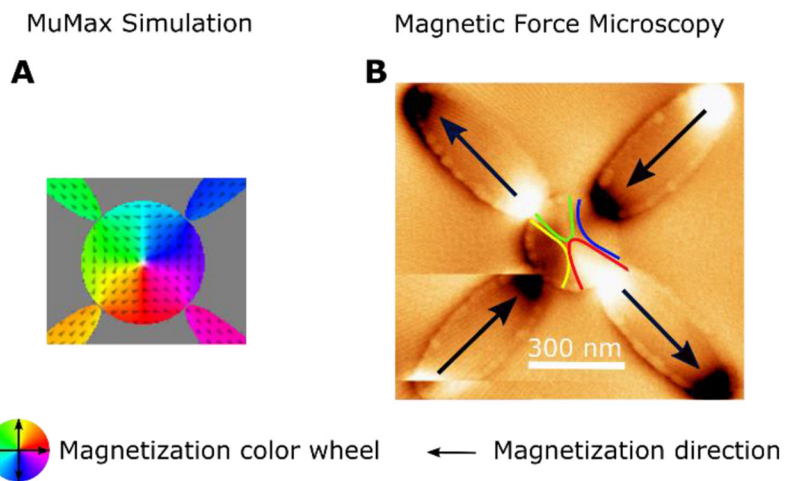 MuMax Simulation
Magnetic Force Microscopy
A
B
300 nm
Magnetization color wheel
Magnetization direction